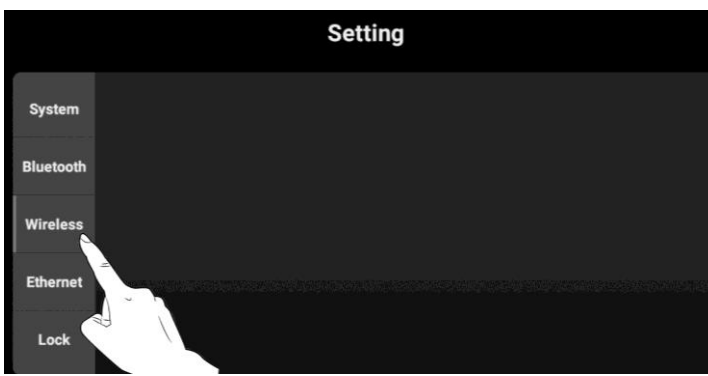 Setting
System
Bluetooth
Wireless
Ethernet
Lock